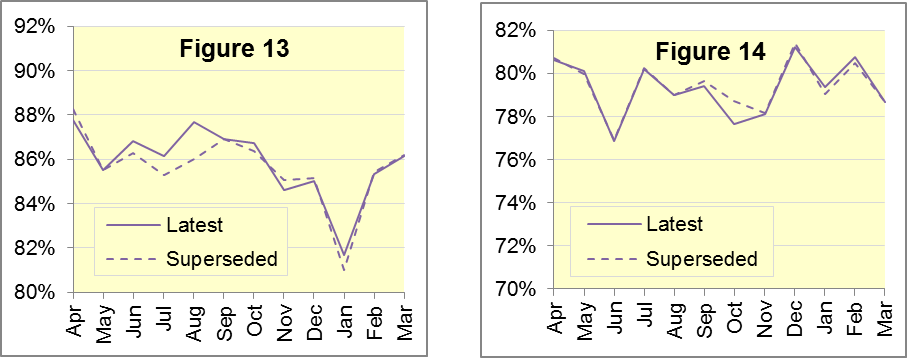 Figure 13
92%
90%
88%
86%
84%
82%
80%
Latest
Superseded
Apr
May
Jun
Jul
Aug
Sep
Oct
Nov
Dec
Jan
Feb
Mar
Figure 14
82%
80%
78%
76%
74%
72%
70%
Latest
Superseded
Apr
May
Jun
Jul
Aug
Sep
Oct
Nov
Dec
Jan
Feb
Mar